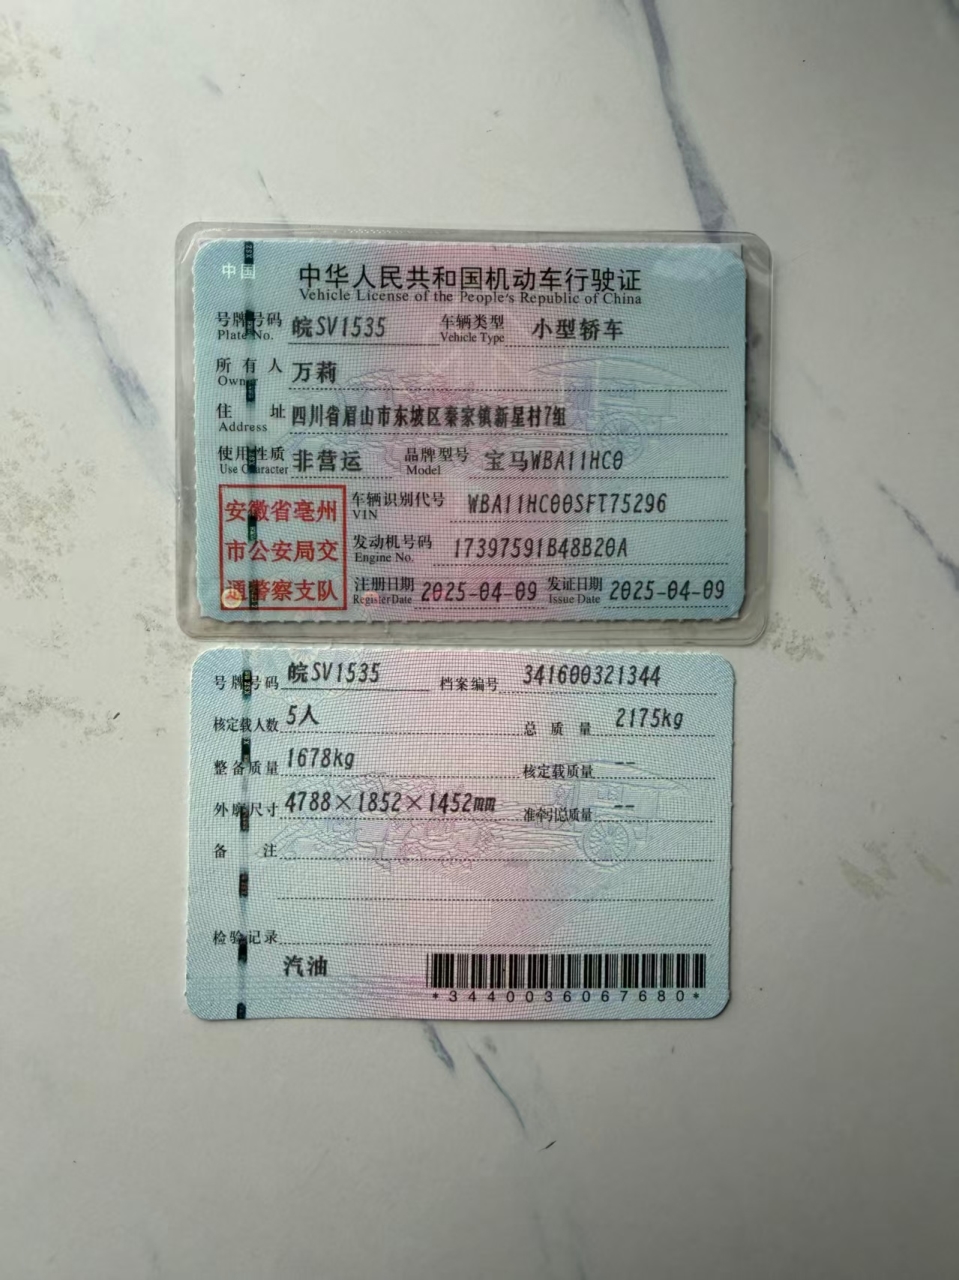 中国
中华人民共和国机动车行驶证
Vehicle License of the People's Republic of China
号牌号码 皖SV1535 车辆类型 小型轿车
Plate No. Vehicle Type
所有人 万莉
Owner
住址 四川省眉山市东坡区秦家镇新星村7组
Address
使用性质 非营运 品牌型号 宝马WBA11HC0
Use Character Model
安徽省亳州
市公安局交
通警察支队
车辆识别代号 WBA11HC00SFT75296
VIN
发动机号码 17397591B48B20A
Engine No.
注册日期 2025-04-09 发证日期 2025-04-09
Register Date Issue Date
号牌号码 皖SV1535 档案编号 341600321344
核定载人数 5人 总质量 2175kg
整备质量 1678kg 核定载质量 --
外廓尺寸 4788×1852×1452mm 准牵引总质量 --
备注
检验记录
汽油
*3440036067680*